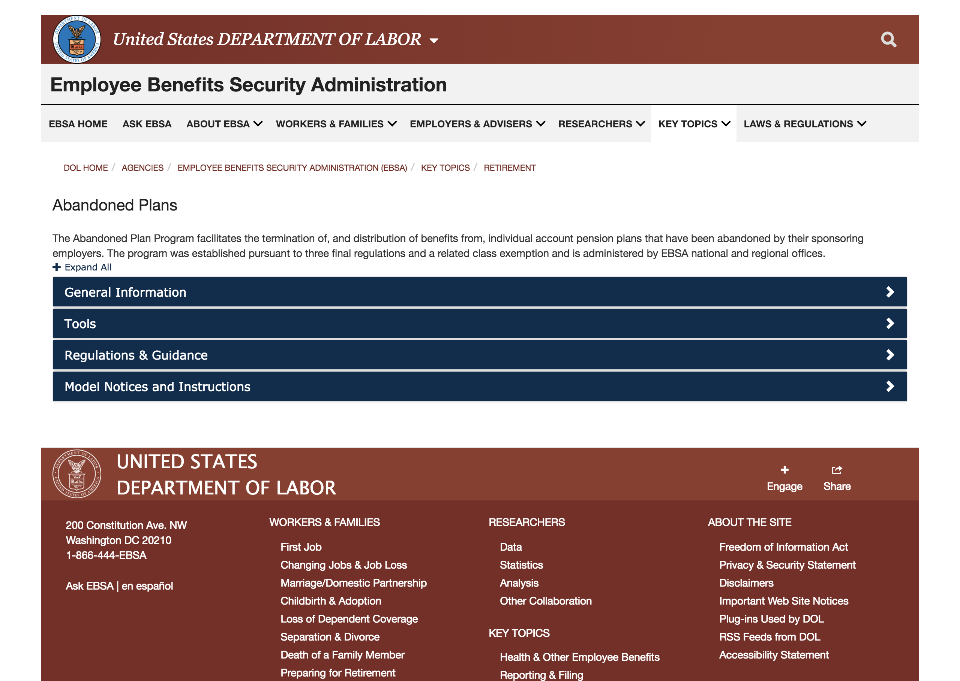 United States DEPARTMENT OF LABOR
Employee Benefits Security Administration
EBSA HOME ASK EBSA ABOUT EBSA WORKERS & FAMILIES EMPLOYERS & ADVISERS RESEARCHERS KEY TOPICS LAWS & REGULATIONS
DOL HOME / AGENCIES / EMPLOYEE BENEFITS SECURITY ADMINISTRATION (EBSA) / KEY TOPICS / RETIREMENT
Abandoned Plans
The Abandoned Plan Program facilitates the termination of, and distribution of benefits from, individual account pension plans that have been abandoned by their sponsoring
employers. The program was established pursuant to three final regulations and a related class exemption and is administered by EBSA national and regional offices.
+ Expand All
General Information
Tools
Regulations & Guidance
Model Notices and Instructions
UNITED STATES
DEPARTMENT OF LABOR
Engage Share
200 Constitution Ave. NW
Washington DC 20210
1-866-444-EBSA
Ask EBSA | en español
WORKERS & FAMILIES
First Job
Changing Jobs & Job Loss
Marriage/Domestic Partnership
Childbirth & Adoption
Loss of Dependent Coverage
Separation & Divorce
Death of a Family Member
Preparing for Retirement
RESEARCHERS
Data
Statistics
Analysis
Other Collaboration
KEY TOPICS
Health & Other Employee Benefits
Reporting & Filing
ABOUT THE SITE
Freedom of Information Act
Privacy & Security Statement
Disclaimers
Important Web Site Notices
Plug-ins Used by DOL
RSS Feeds from DOL
Accessibility Statement